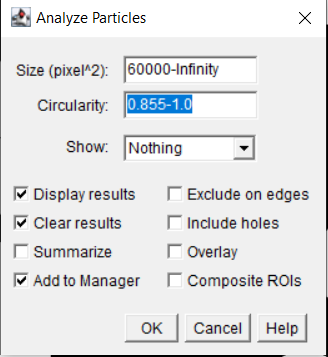 Analyze Particles
Size (pixel^2): 60000-Infinity
Circularity: 0.855-1.0
Show: Nothing
Display results Exclude on edges
Clear results Include holes
Summarize Overlay
Add to Manager Composite ROIs
OK Cancel Help